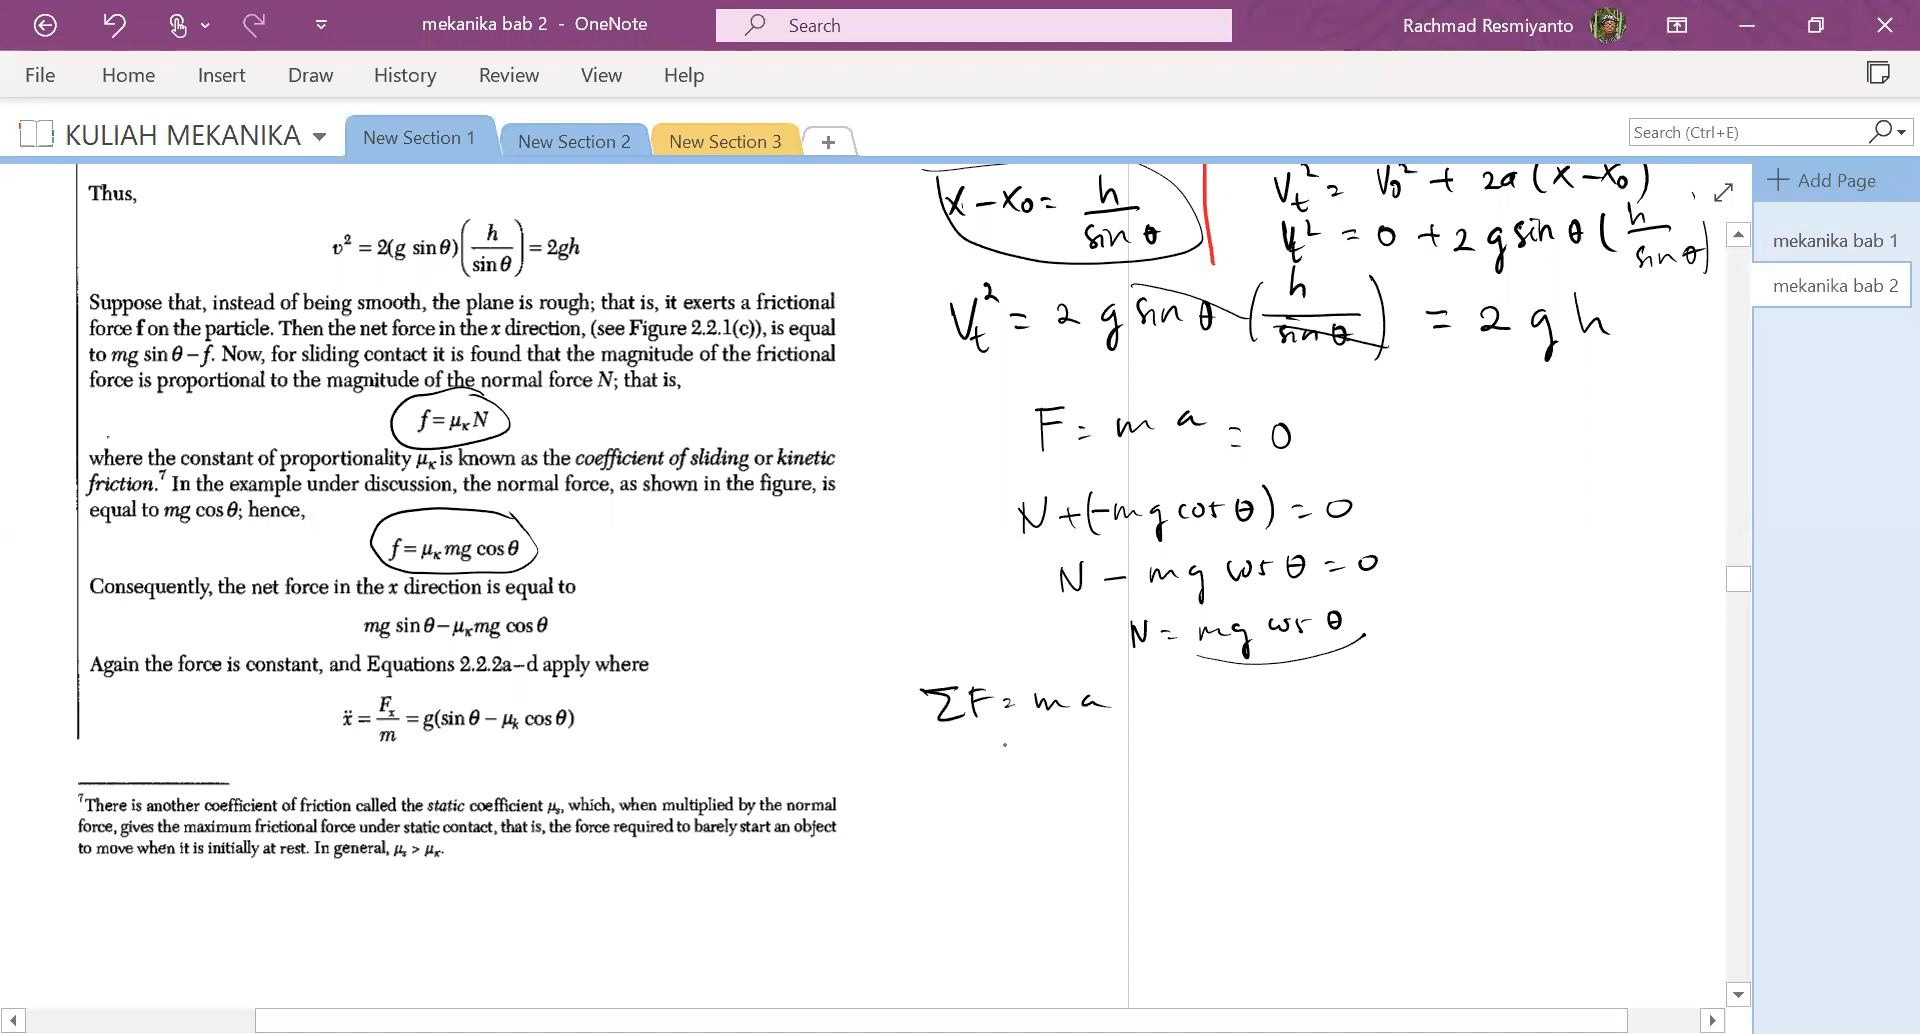 mekanika bab 2 - OneNote
Search
Rachmad Resmiyanto
File Home Insert Draw History Review View Help
KULIAH MEKANIKA
New Section 1
New Section 2
New Section 3
+
Search (Ctrl+E)
Add Page
mekanika bab 1
mekanika bab 2
Thus,
v² = 2(g sin θ)(h / sin θ) = 2gh
Suppose that, instead of being smooth, the plane is rough; that is, it exerts a frictional
force f on the particle. Then the net force in the x direction, (see Figure 2.2.1(c)), is equal
to mg sin θ – f. Now, for sliding contact it is found that the magnitude of the frictional
force is proportional to the magnitude of the normal force N; that is,
f = μₖN
where the constant of proportionality μₖ is known as the coefficient of sliding or kinetic
friction.⁷ In the example under discussion, the normal force, as shown in the figure, is
equal to mg cos θ; hence,
f = μₖ mg cos θ
Consequently, the net force in the x direction is equal to
mg sin θ – μₖ mg cos θ
Again the force is constant, and Equations 2.2.2a–d apply where
ẍ = Fₓ / m = g(sin θ – μₖ cos θ)
⁷There is another coefficient of friction called the static coefficient μₛ, which, when multiplied by the normal
force, gives the maximum frictional force under static contact, that is, the force required to barely start an object
to move when it is initially at rest. In general, μₛ > μₖ.
x – x₀ = h / sin θ
Vₜ² = V₀² + 2a (x – x₀)
Vₜ² = 0 + 2 g sin θ (h / sin θ)
Vₜ² = 2 g sin θ (h / sin θ) = 2 g h
F = m a = 0
N + (–mg cos θ) = 0
N – mg cos θ = 0
N = mg cos θ
ΣF = m a